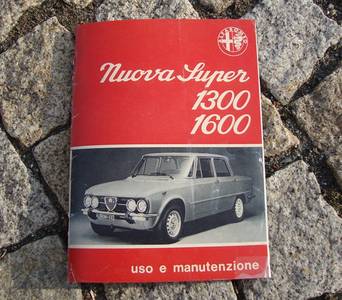 Nuova Super
1300
1600
uso e manutenzione